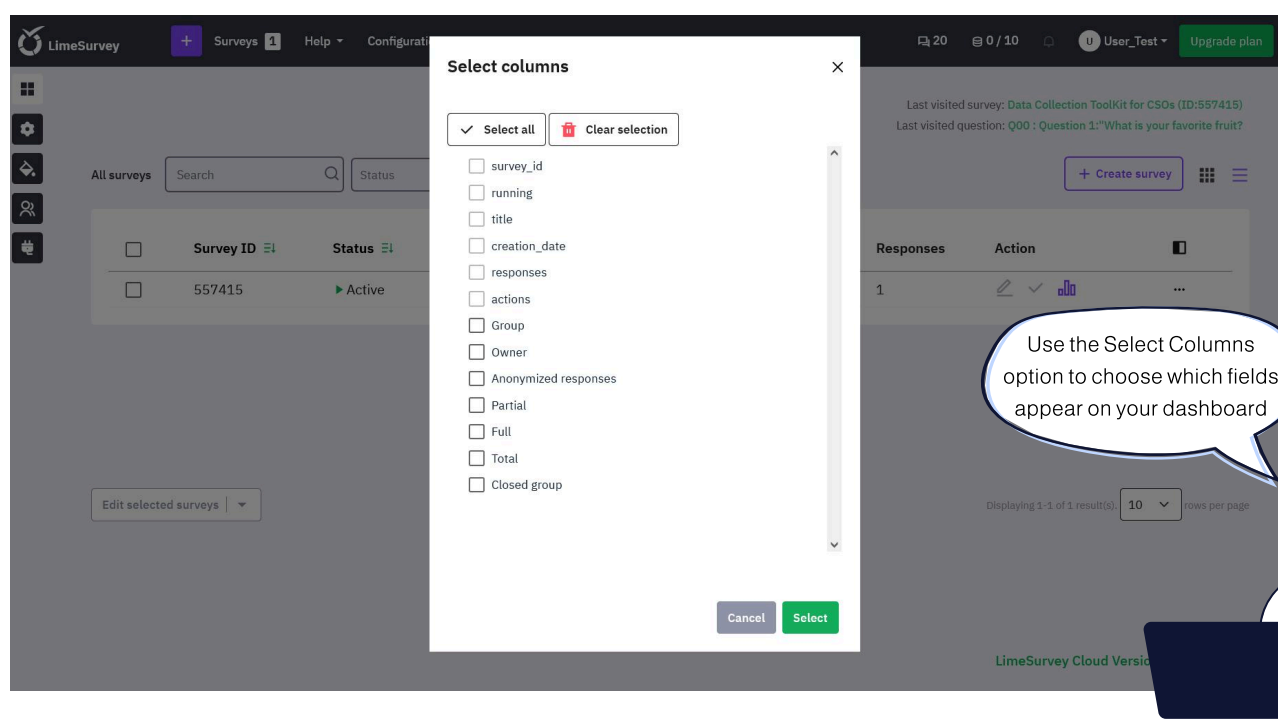 LimeSurvey
+ Surveys 1 Help Configurati
20 0 / 10 U User_Test Upgrade plan
Select columns
Last visited survey: Data Collection ToolKit for CSOs (ID:557415)
Last visited question: Q00 : Question 1:"What is your favorite fruit?
Select all Clear selection
All surveys Search Status
+ Create survey
survey_id
running
title
creation_date
responses
actions
Group
Owner
Anonymized responses
Partial
Full
Total
Closed group
Survey ID Status
Responses Action
557415 Active
1 ...
Use the Select Columns
option to choose which fields
appear on your dashboard
Edit selected surveys
Displaying 1-1 of 1 result(s). 10 rows per page
Cancel Select
LimeSurvey Cloud Versio